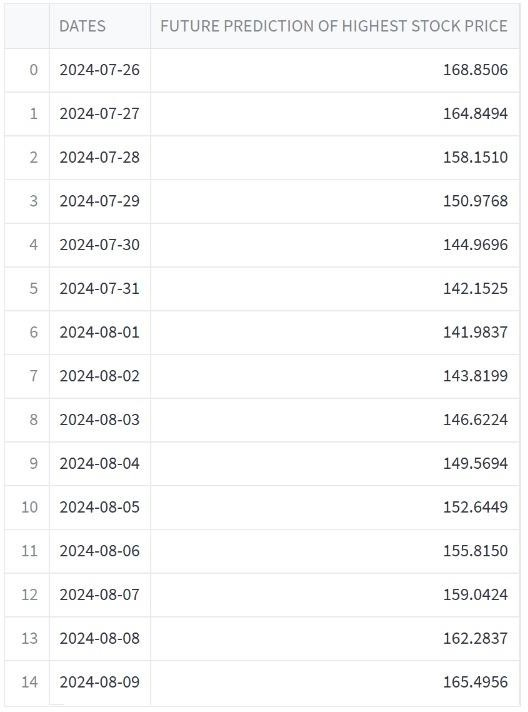 DATES FUTURE PREDICTION OF HIGHEST STOCK PRICE
0 2024-07-26 168.8506
1 2024-07-27 164.8494
2 2024-07-28 158.1510
3 2024-07-29 150.9768
4 2024-07-30 144.9696
5 2024-07-31 142.1525
6 2024-08-01 141.9837
7 2024-08-02 143.8199
8 2024-08-03 146.6224
9 2024-08-04 149.5694
10 2024-08-05 152.6449
11 2024-08-06 155.8150
12 2024-08-07 159.0424
13 2024-08-08 162.2837
14 2024-08-09 165.4956